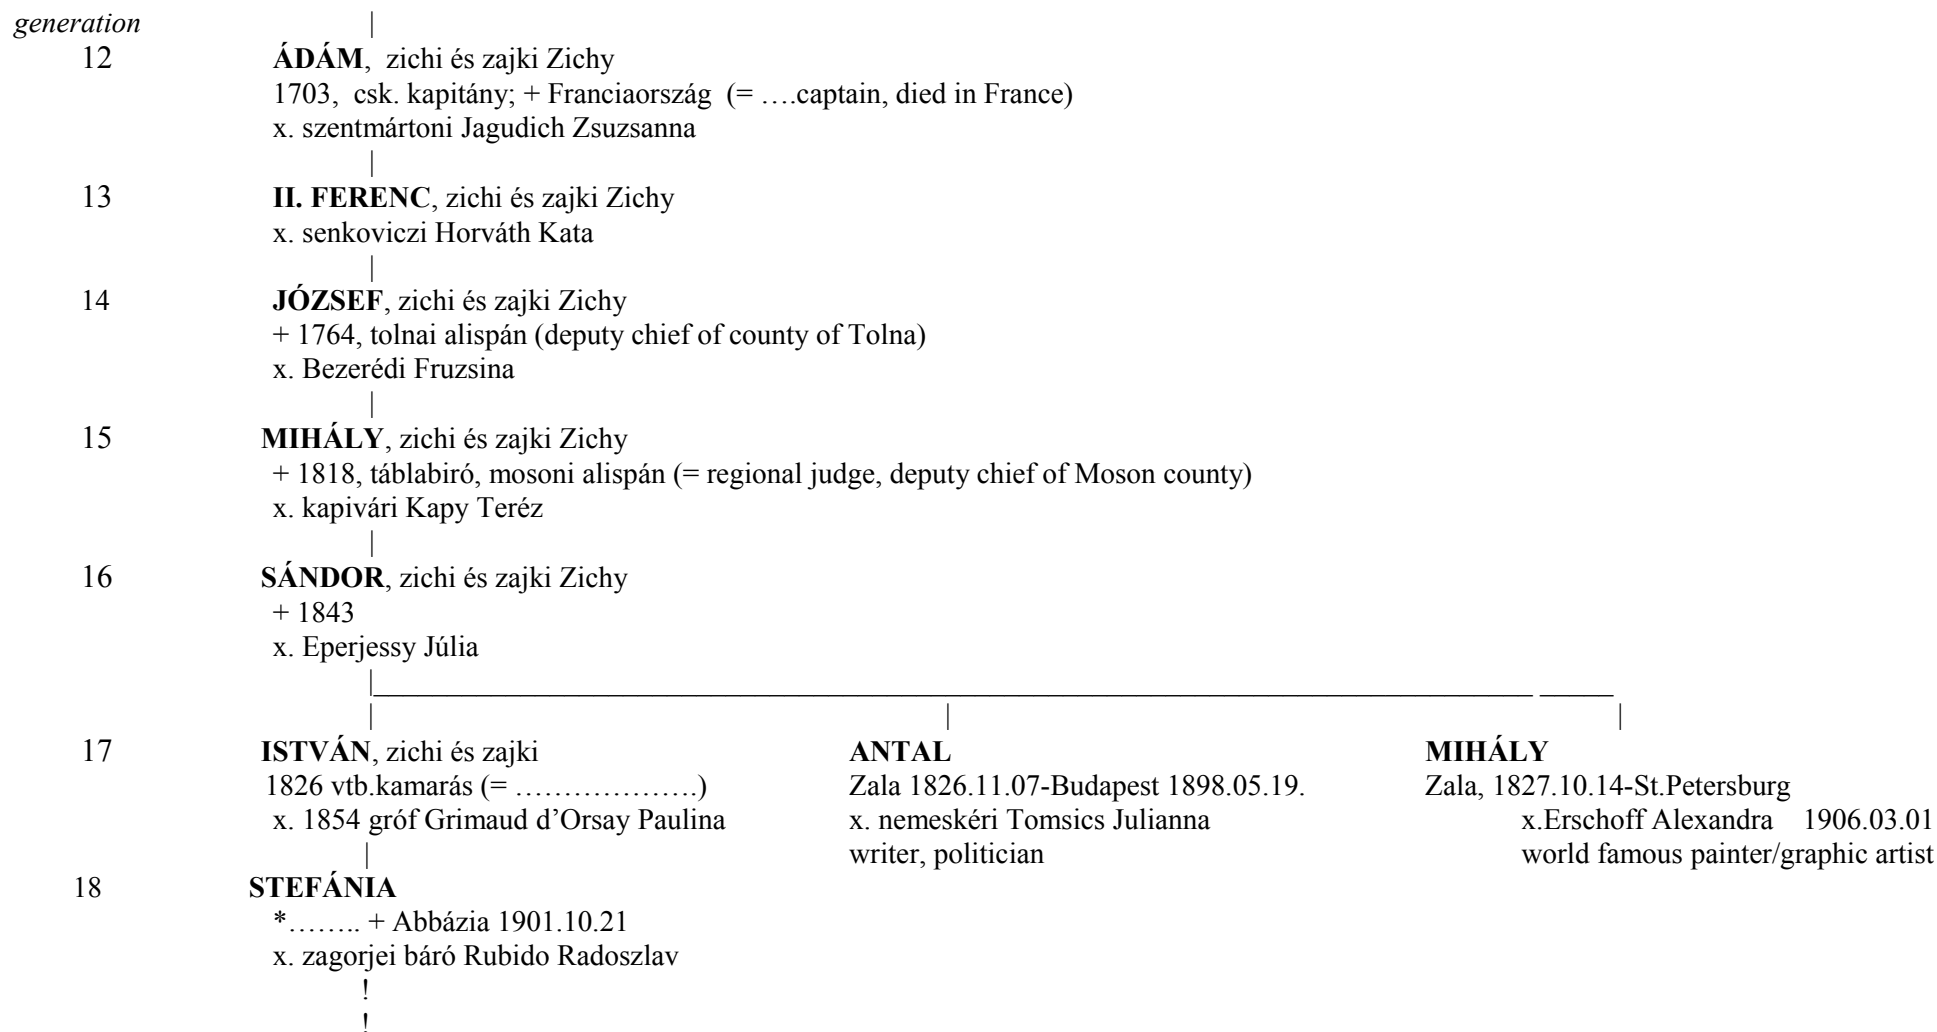 generation
12 ÁDÁM, zichi és zajki Zichy
1703, csk. kapitány; + Franciaország (= ….captain, died in France)
x. szentmártoni Jagudich Zsuzsanna
13 II. FERENC, zichi és zajki Zichy
x. senkoviczi Horváth Kata
14 JÓZSEF, zichi és zajki Zichy
+ 1764, tolnai alispán (deputy chief of county of Tolna)
x. Bezerédi Fruzsina
15 MIHÁLY, zichi és zajki Zichy
+ 1818, táblabiró, mosoni alispán (= regional judge, deputy chief of Moson county)
x. kapivári Kapy Teréz
16 SÁNDOR, zichi és zajki Zichy
+ 1843
x. Eperjessy Júlia
17 ISTVÁN, zichi és zajki ANTAL MIHÁLY
1826 vtb.kamarás (= ……………….) Zala 1826.11.07-Budapest 1898.05.19. Zala, 1827.10.14-St.Petersburg
x. 1854 gróf Grimaud d’Orsay Paulina x. nemeskéri Tomsics Julianna x.Erschoff Alexandra 1906.03.01
writer, politician world famous painter/graphic artist
18 STEFÁNIA
*…….. + Abbázia 1901.10.21
x. zagorjei báró Rubido Radoszlav
!
!